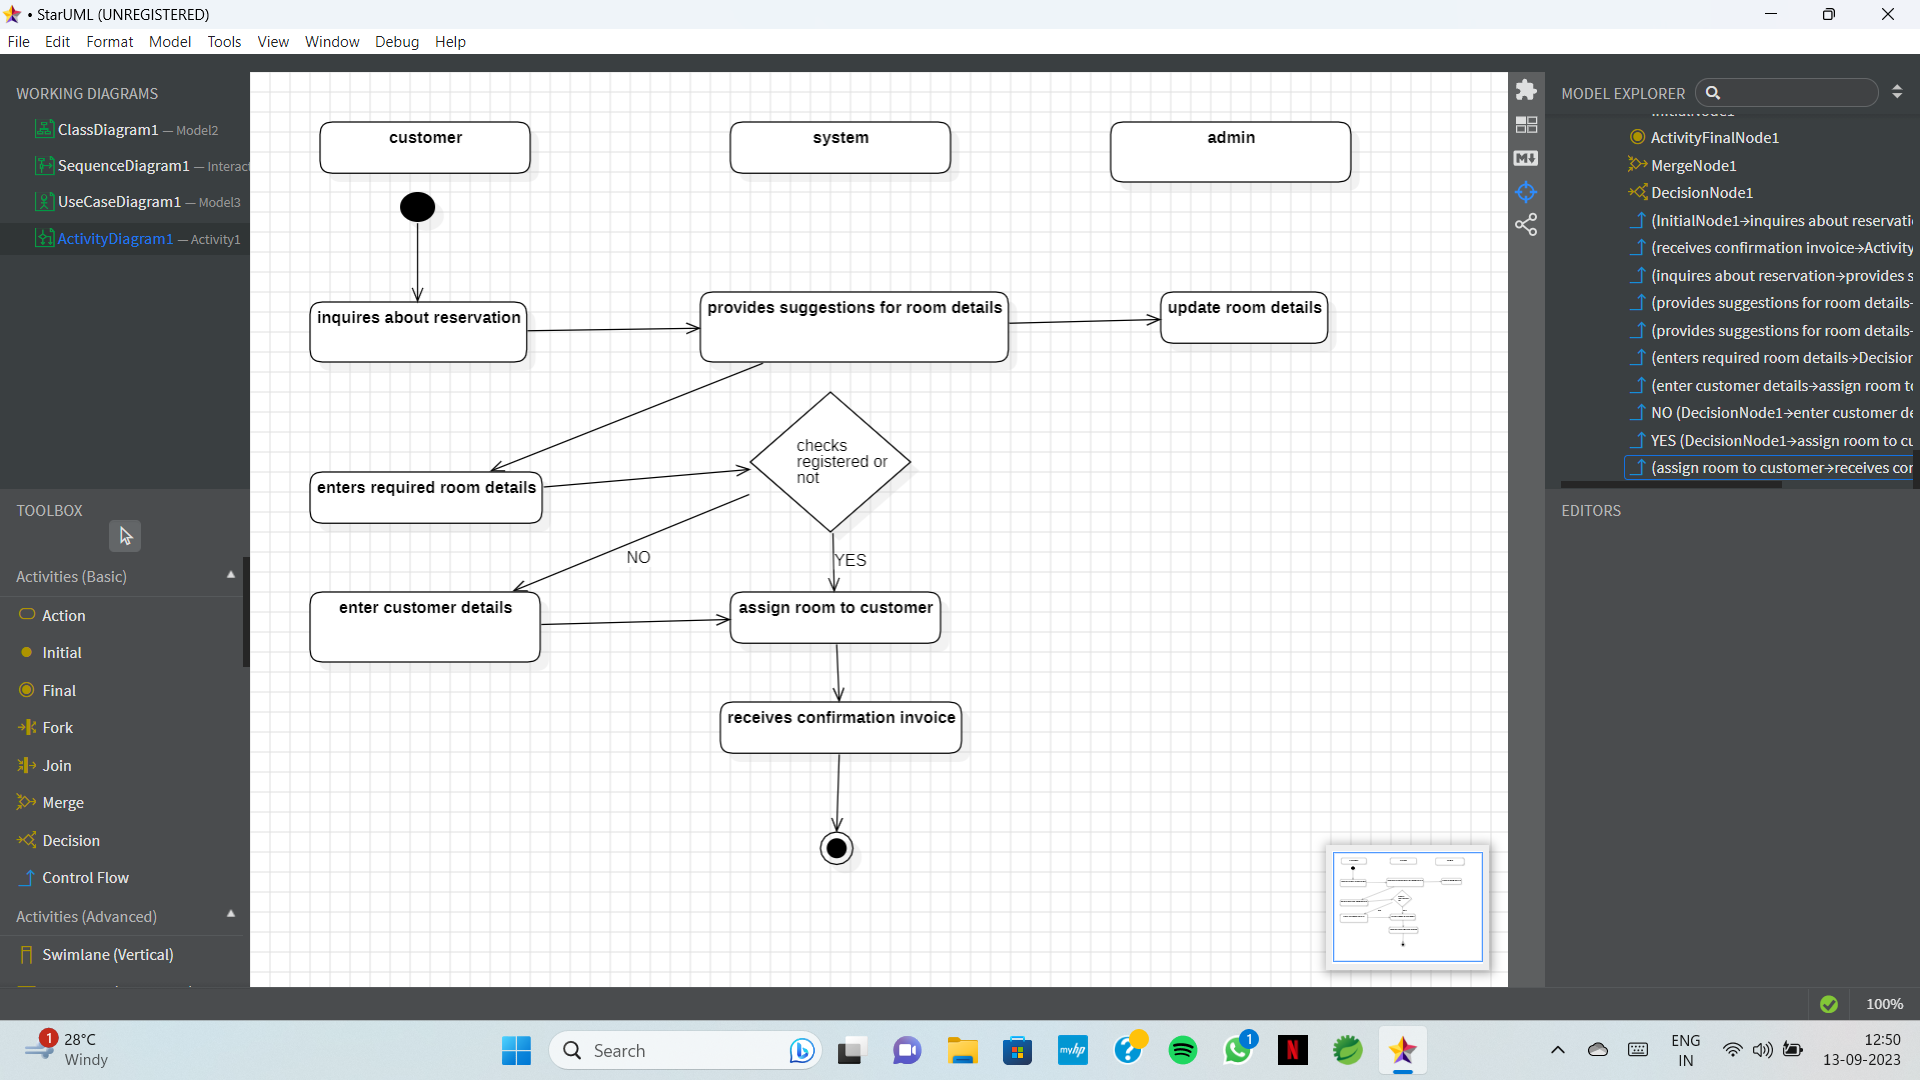 • StarUML (UNREGISTERED)
File Edit Format Model Tools View Window Debug Help
WORKING DIAGRAMS
ClassDiagram1 — Model2
SequenceDiagram1 — Interact
UseCaseDiagram1 — Model3
ActivityDiagram1 — Activity1
TOOLBOX
Activities (Basic)
Action
Initial
Final
Fork
Join
Merge
Decision
Control Flow
Activities (Advanced)
Swimlane (Vertical)
customer
system
admin
inquires about reservation
provides suggestions for room details
update room details
checks
registered or
not
enters required room details
NO
YES
enter customer details
assign room to customer
receives confirmation invoice
MODEL EXPLORER
InitialNode1
ActivityFinalNode1
MergeNode1
DecisionNode1
(InitialNode1→inquires about reservati
(receives confirmation invoice→Activity
(inquires about reservation→provides s
(provides suggestions for room details-
(provides suggestions for room details-
(enters required room details→Decision
(enter customer details→assign room to
NO (DecisionNode1→enter customer de
YES (DecisionNode1→assign room to cu
(assign room to customer→receives cor
EDITORS
100%
1
28°C
Windy
Search
myhp
1
N
ENG
IN
12:50
13-09-2023